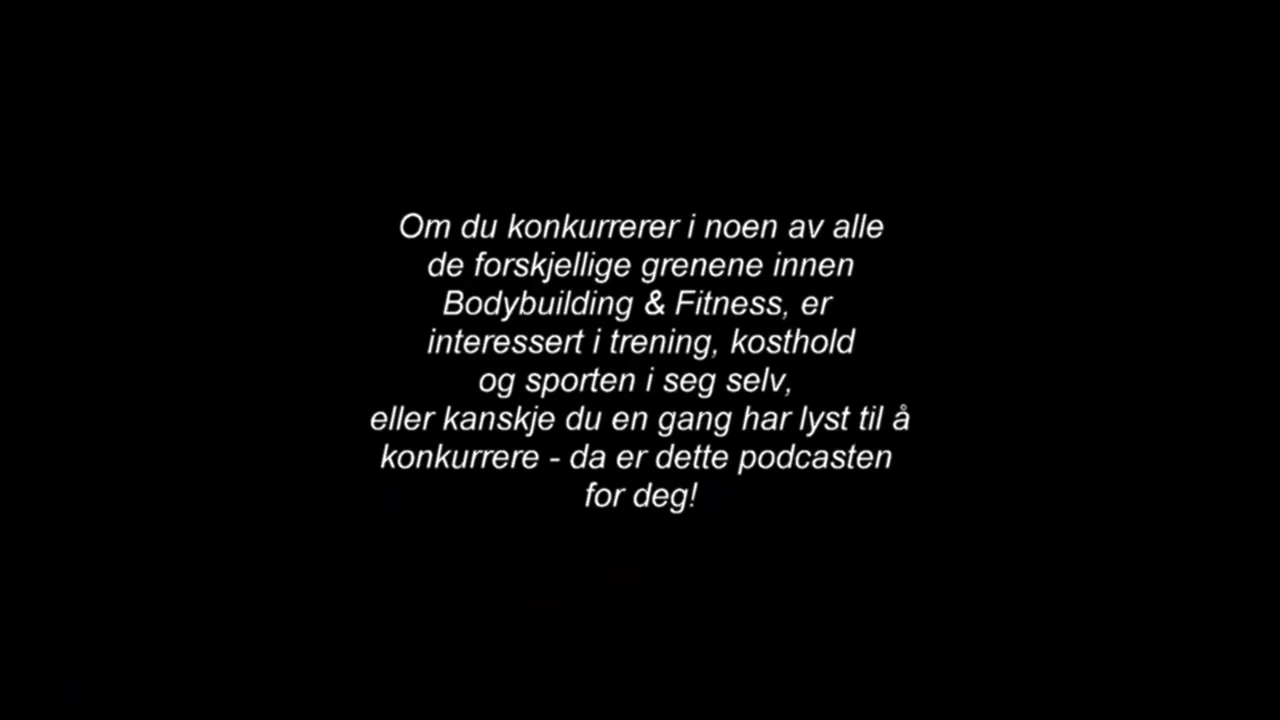 Om du konkurrerer i noen av alle
de forskjellige grenene innen
Bodybuilding & Fitness, er
interessert i trening, kosthold
og sporten i seg selv,
eller kanskje du en gang har lyst til å
konkurrere - da er dette podcasten
for deg!